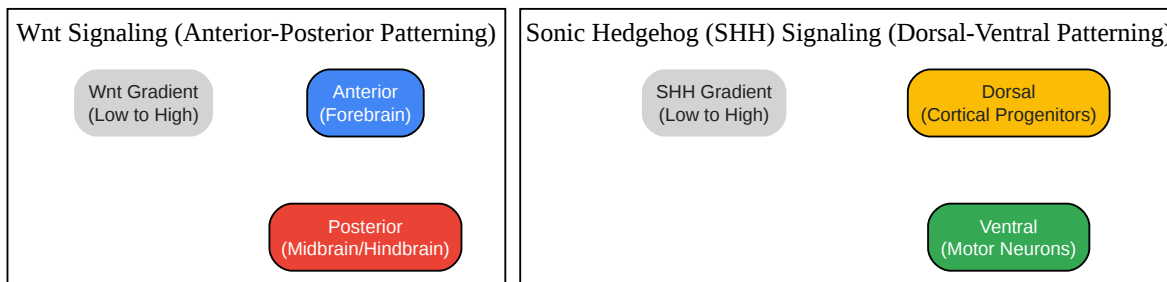 Wnt Signaling (Anterior-Posterior Patterning)
Wnt Gradient
(Low to High)
Anterior
(Forebrain)
Posterior
(Midbrain/Hindbrain)
Sonic Hedgehog (SHH) Signaling (Dorsal-Ventral Patterning)
SHH Gradient
(Low to High)
Dorsal
(Cortical Progenitors)
Ventral
(Motor Neurons)